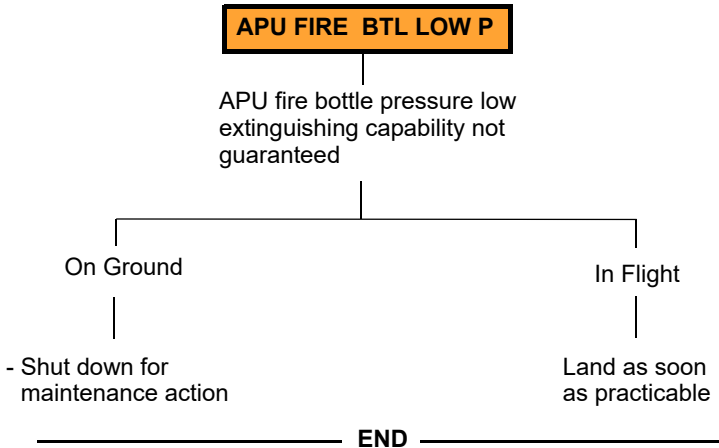 APU FIRE BTL LOW P
APU fire bottle pressure low
extinguishing capability not
guaranteed
On Ground
In Flight
- Shut down for
maintenance action
Land as soon
as practicable
END